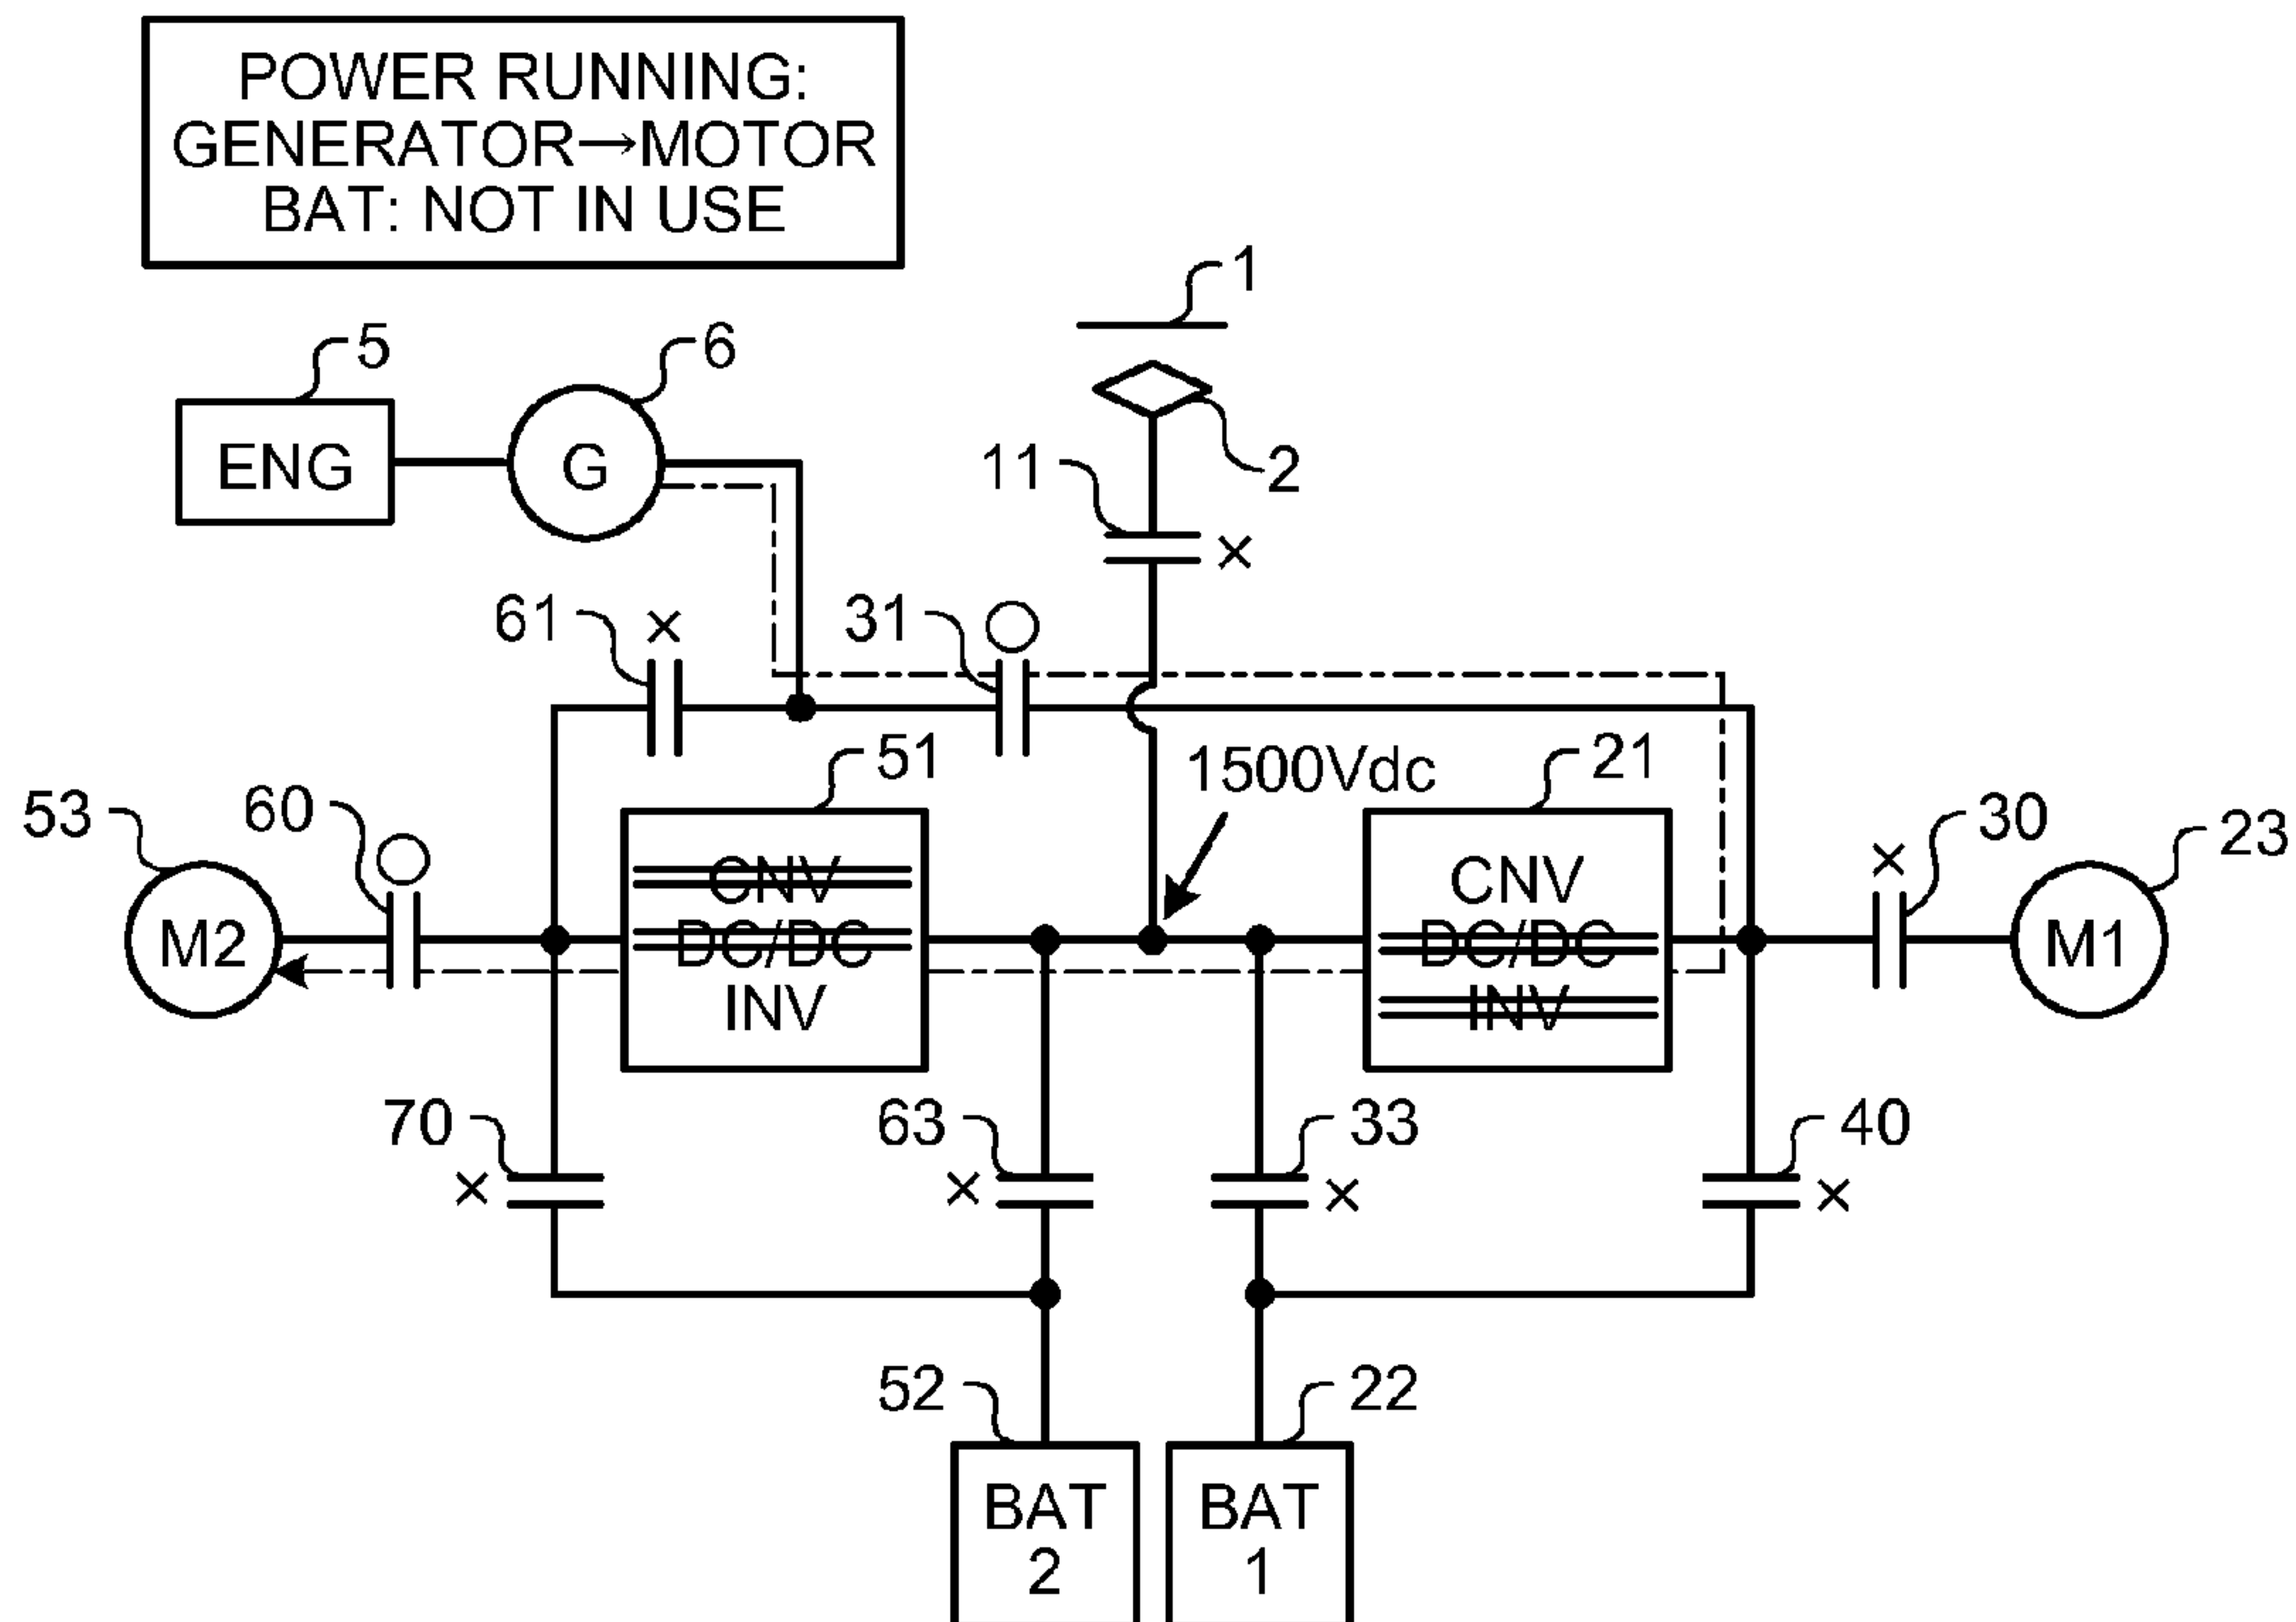 POWER RUNNING:
GENERATOR→MOTOR
BAT: NOT IN USE
1
5
6
ENG
G
11
2
61
31
51
1500Vdc
21
53
60
30
23
CNV
CNV
M2
DC/DC
DC/DC
M1
INV
INV
70
63
33
40
52
22
BAT
2
BAT
1